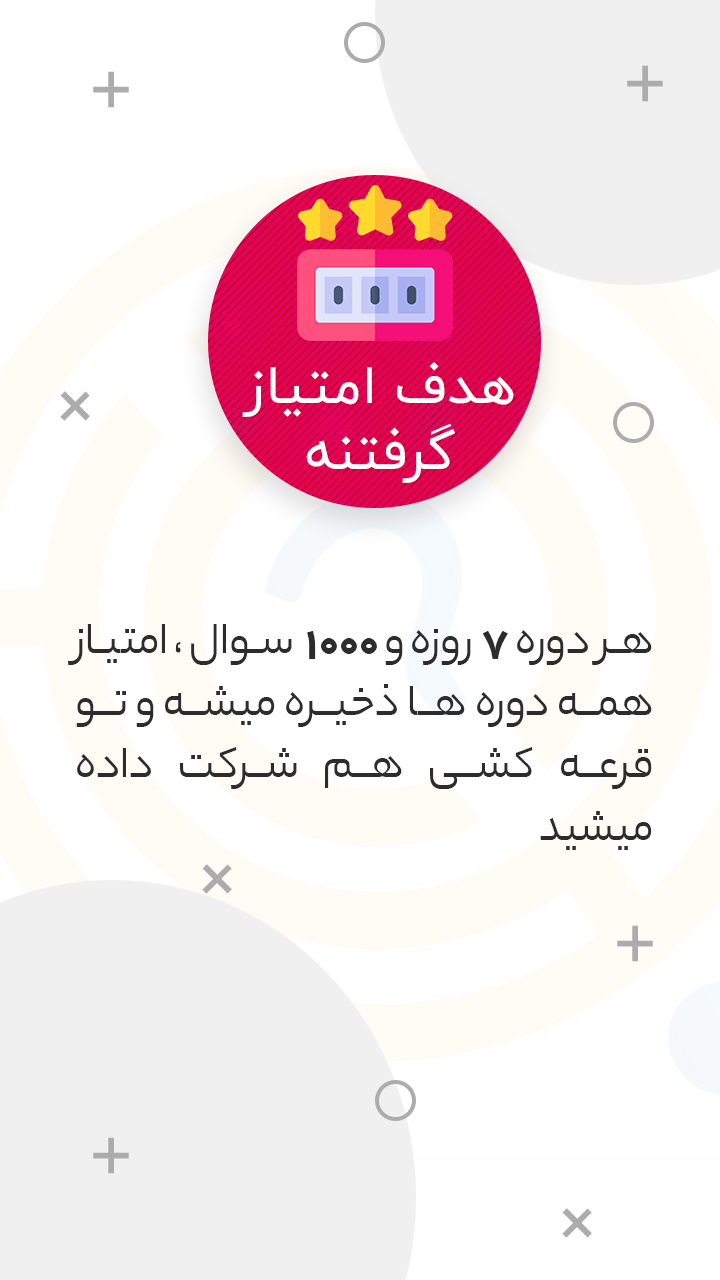 هدف امتیاز
گرفتنه
هر دوره ۷ روزه و ۱۰۰۰ سوال، امتیاز
همه دوره ها ذخیره میشه و تو
قرعه کشی هم شرکت داده
میشید